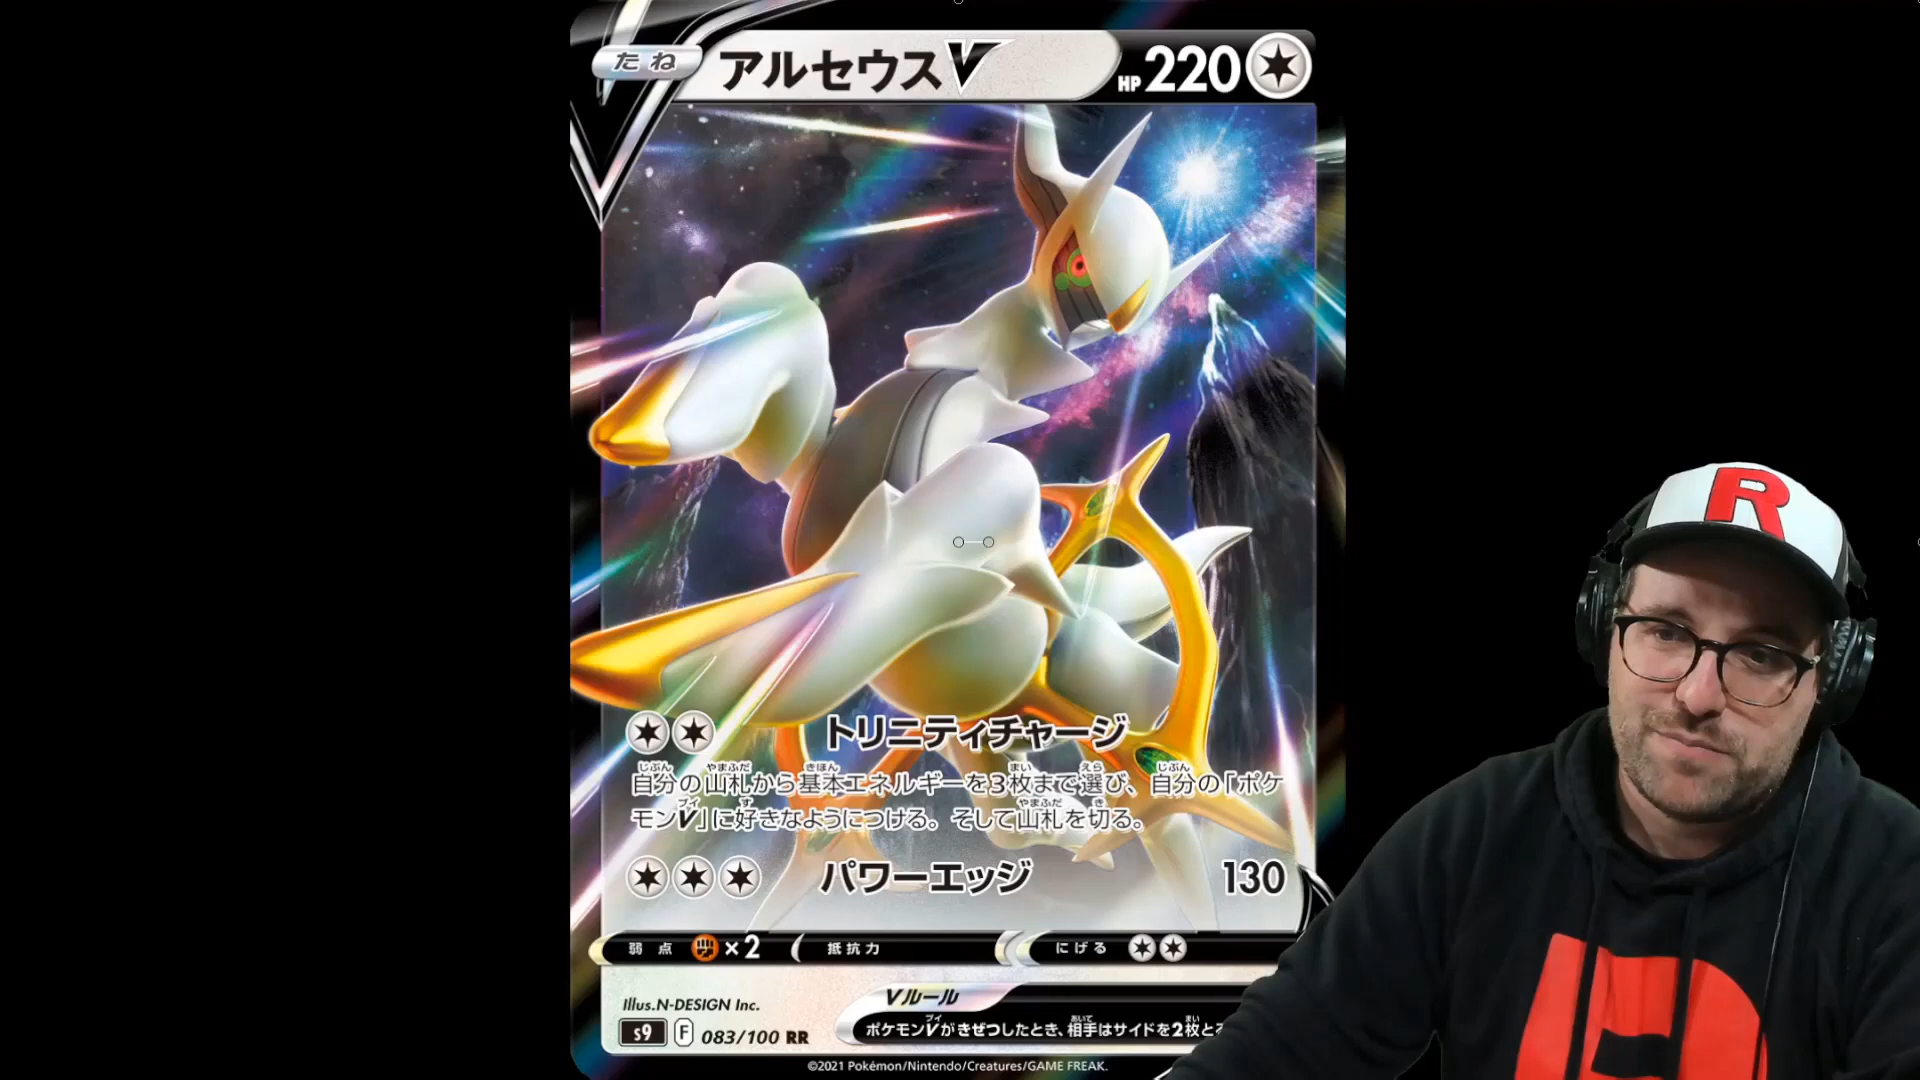 たね
アルセウスV
HP 220
トリニティチャージ
自分の山札から基本エネルギーを3枚まで選び、自分の「ポケ
モンV」に好きなようにつける。そして山札を切る。
パワーエッジ 130
弱点 ×2 抵抗力 にげる
Illus.N-DESIGN Inc.
Vルール
s9 F 083/100 RR
ポケモンVがきぜつしたとき、相手はサイドを2枚と
©2021 Pokémon/Nintendo/Creatures/GAME FREAK.
R
R